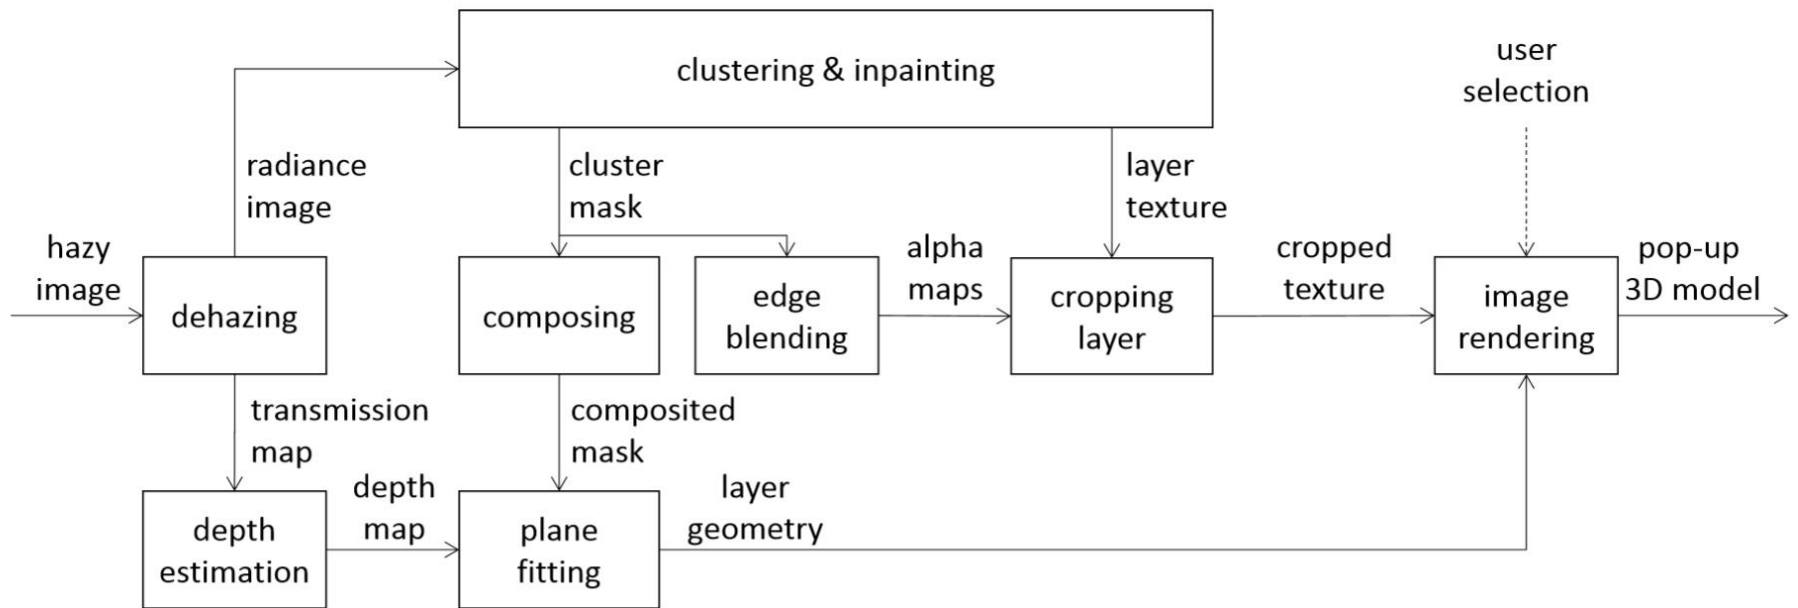 clustering & inpainting
user
selection
radiance
image
cluster
mask
layer
texture
hazy
image
dehazing
composing
edge
blending
alpha
maps
cropping
layer
cropped
texture
image
rendering
pop-up
3D model
transmission
map
composited
mask
depth
estimation
depth
map
plane
fitting
layer
geometry